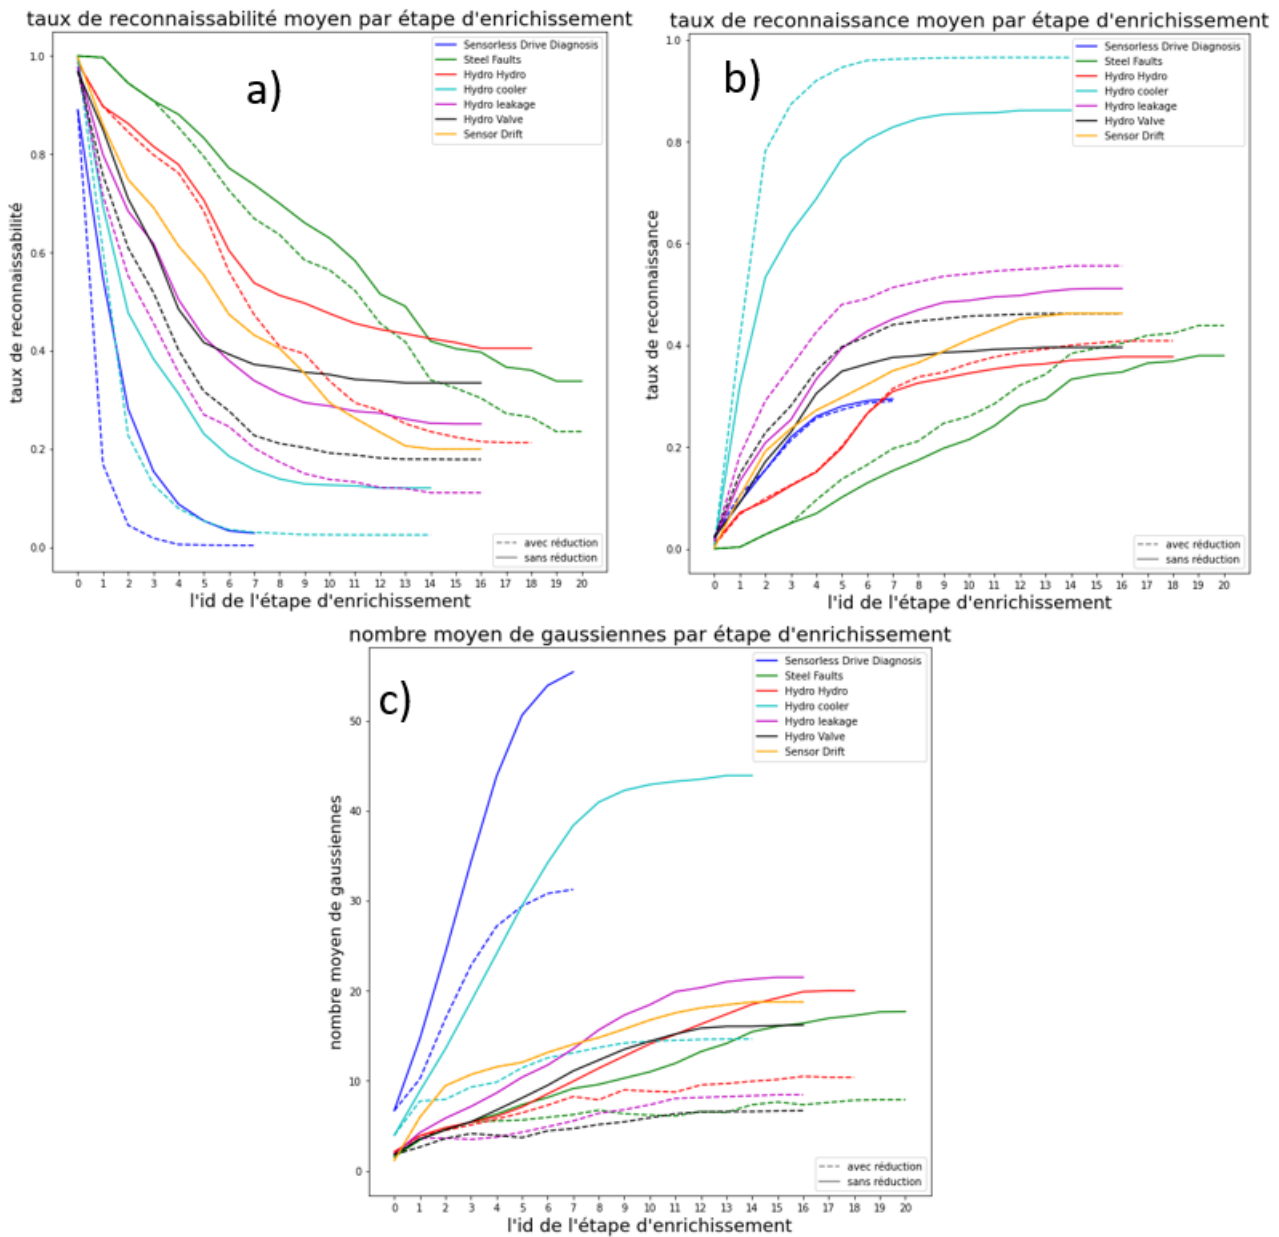 taux de reconnaissabilité moyen par étape d'enrichissement
a)
Sensorless Drive Diagnosis
Steel Faults
Hydro Hydro
Hydro cooler
Hydro leakage
Hydro Valve
Sensor Drift
1.0
0.8
0.6
0.4
0.2
0.0
taux de reconnaissabilité
avec réduction
sans réduction
0 1 2 3 4 5 6 7 8 9 10 11 12 13 14 15 16 17 18 19 20
l'id de l'étape d'enrichissement
taux de reconnaissance moyen par étape d'enrichissement
b)
Sensorless Drive Diagnosis
Steel Faults
Hydro Hydro
Hydro cooler
Hydro leakage
Hydro Valve
Sensor Drift
1.0
0.8
0.6
0.4
0.2
0.0
taux de reconnaissance
avec réduction
sans réduction
0 1 2 3 4 5 6 7 8 9 10 11 12 13 14 15 16 17 18 19 20
l'id de l'étape d'enrichissement
nombre moyen de gaussiennes par étape d'enrichissement
c)
Sensorless Drive Diagnosis
Steel Faults
Hydro Hydro
Hydro cooler
Hydro leakage
Hydro Valve
Sensor Drift
50
40
30
20
10
0
nombre moyen de gaussiennes
avec réduction
sans réduction
0 1 2 3 4 5 6 7 8 9 10 11 12 13 14 15 16 17 18 19 20
l'id de l'étape d'enrichissement